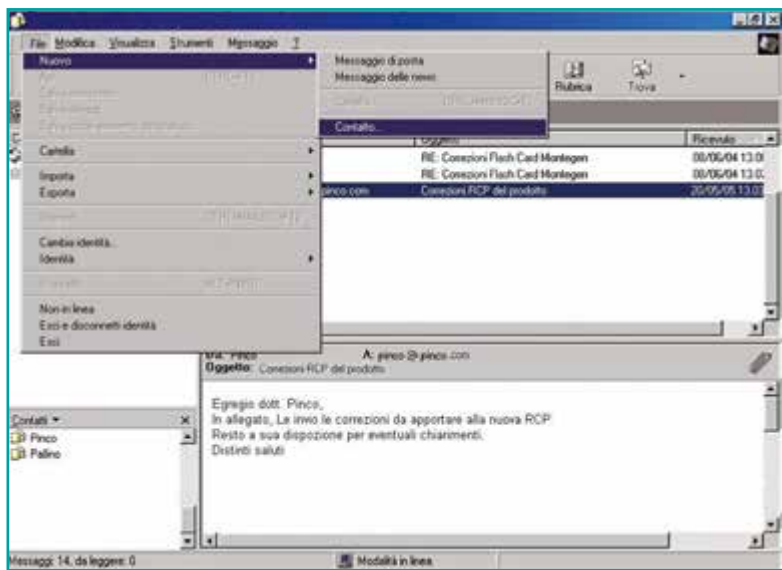 File Modifica Visualizza Strumenti Messaggio ?
Nuovo
Messaggio di posta
Messaggio delle news
Contatto...
Rubrica
Trova
Cartella
Importa
Esporta
Cambia identità...
Identità
Non in linea
Esci e disconnetti identità
Esci
Oggetto
Ricevuto
RE: Correzioni Flash Card Montegen
08/06/04 13.0
RE: Correzioni Flash Card Montegen
08/06/04 13.0
pinco.com
Correzioni RCP del prodotto
20/05/05 13.0
Da: Pinco
A: pinco @ pinco.com
Oggetto: Correzioni RCP del prodotto
Egregio dott. Pinco,
In allegato, Le invio le correzioni da apportare alla nuova RCP
Resto a sua dispozione per eventuali chiarimenti.
Distinti saluti
Contatti
Pinco
Pallino
Messaggi: 14, da leggere: 0
Modalità in linea